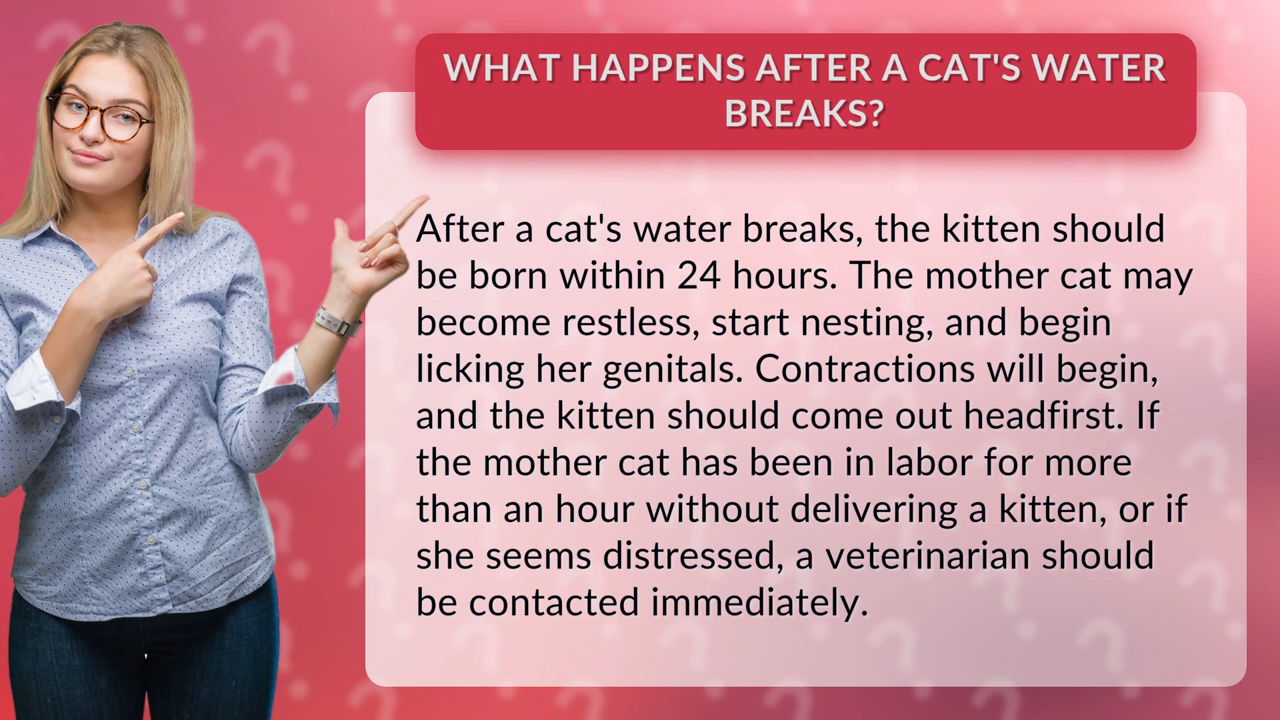 WHAT HAPPENS AFTER A CAT'S WATER
BREAKS?
After a cat's water breaks, the kitten should
be born within 24 hours. The mother cat may
become restless, start nesting, and begin
licking her genitals. Contractions will begin,
and the kitten should come out headfirst. If
the mother cat has been in labor for more
than an hour without delivering a kitten, or if
she seems distressed, a veterinarian should
be contacted immediately.